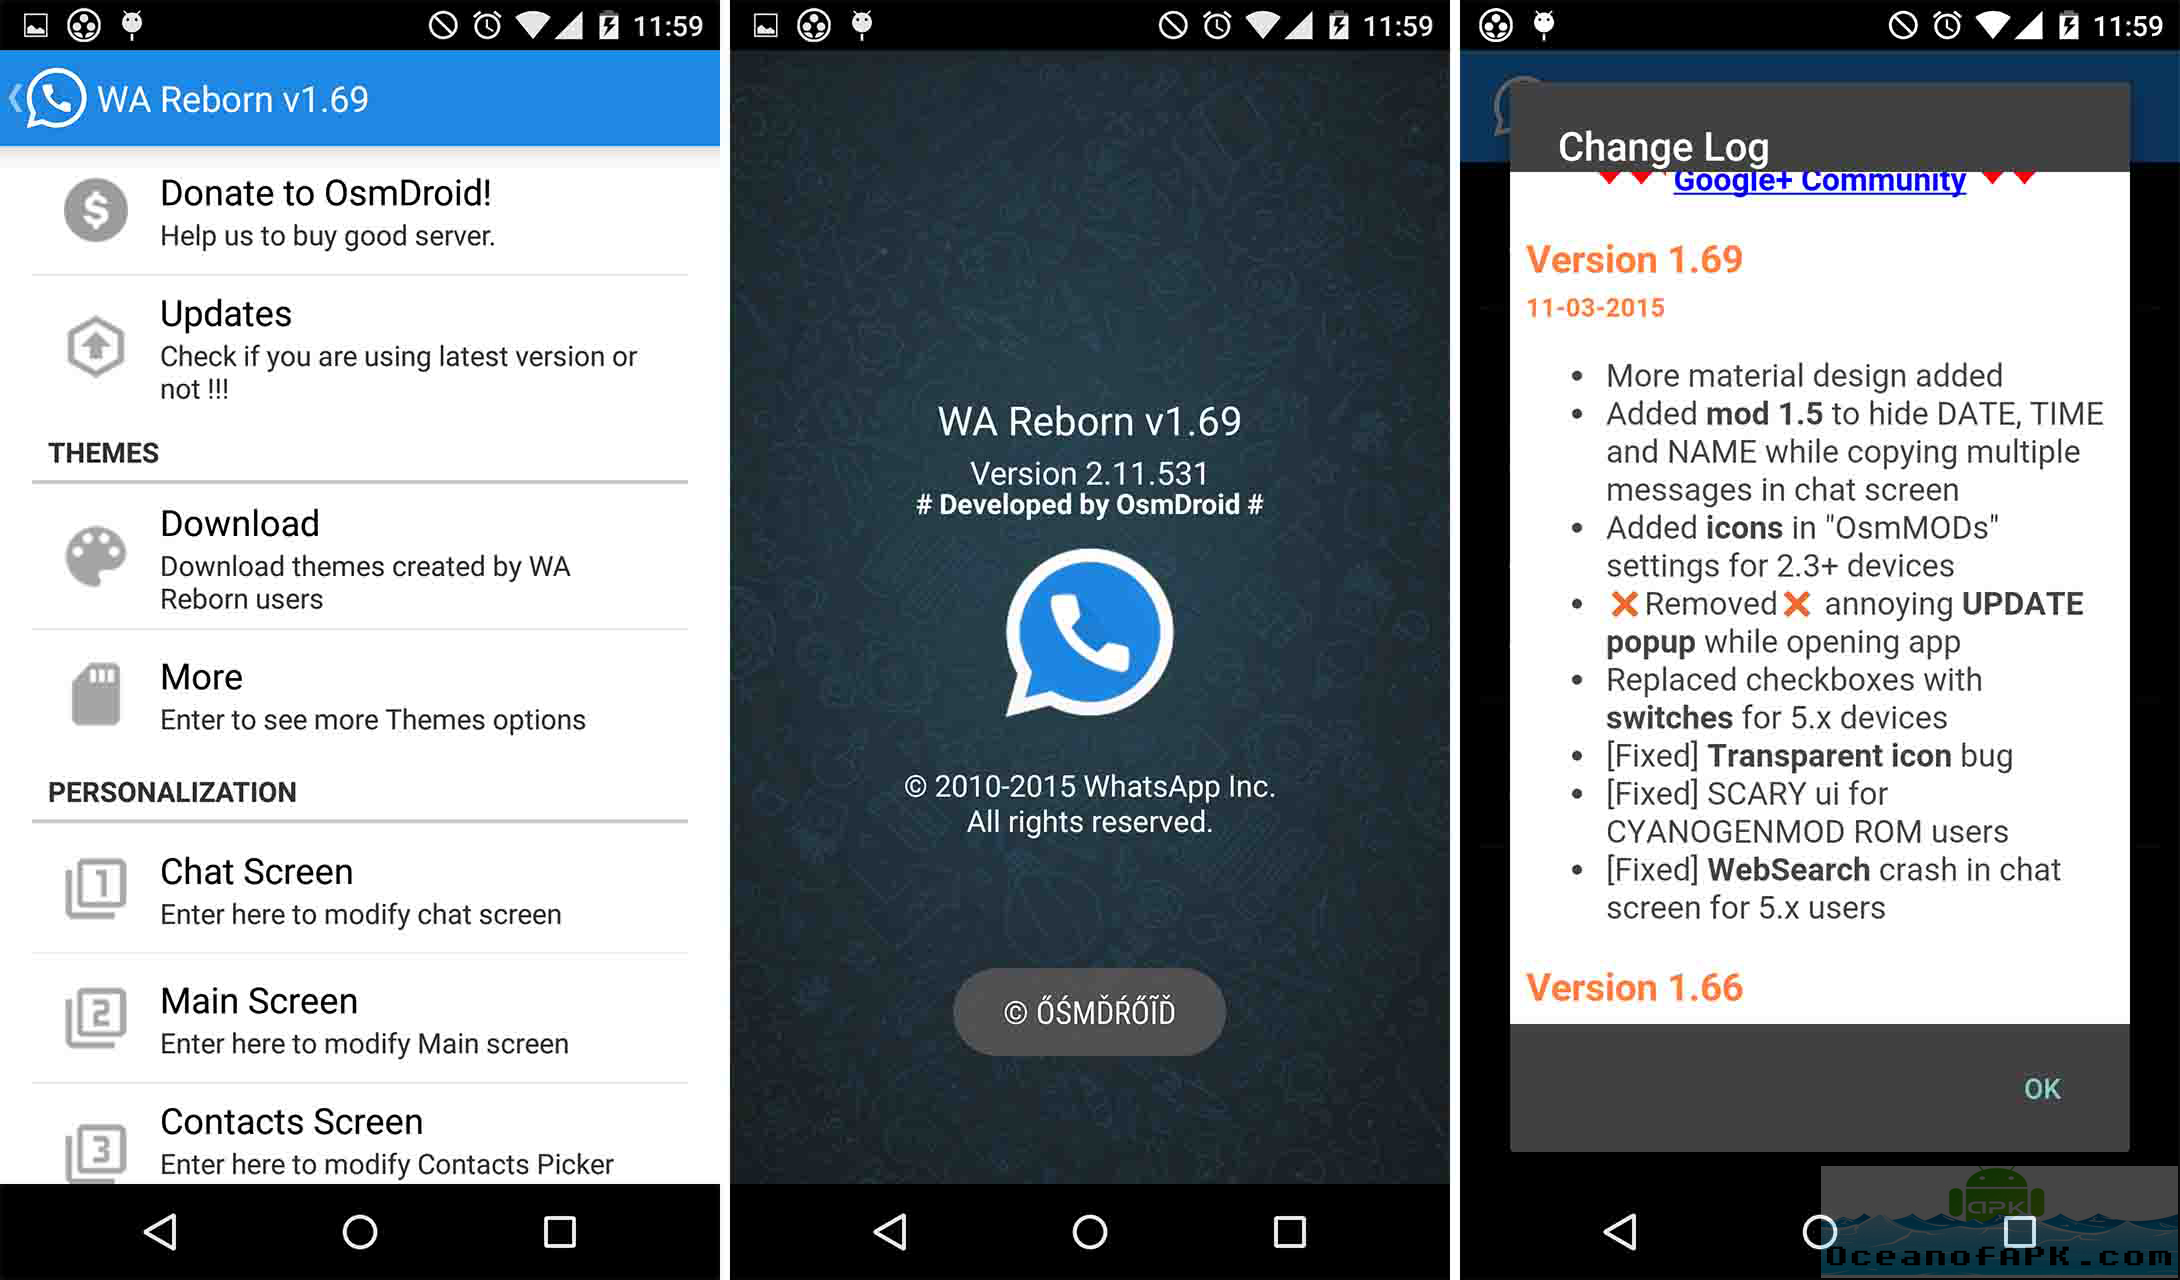 11:59
WA Reborn v1.69
Donate to OsmDroid!
Help us to buy good server.
Updates
Check if you are using latest version or
not !!!
THEMES
Download
Download themes created by WA
Reborn users
More
Enter to see more Themes options
PERSONALIZATION
1
Chat Screen
Enter here to modify chat screen
2
Main Screen
Enter here to modify Main screen
3
Contacts Screen
Enter here to modify Contacts Picker
11:59
WA Reborn v1.69
Version 2.11.531
# Developed by OsmDroid #
© 2010-2015 WhatsApp Inc.
All rights reserved.
© ŐŚMĎŔŐĨĎ
11:59
Change Log
Google+ Community
Version 1.69
11-03-2015
• More material design added
• Added mod 1.5 to hide DATE, TIME
and NAME while copying multiple
messages in chat screen
• Added icons in "OsmMODs"
settings for 2.3+ devices
• ❌Removed❌ annoying UPDATE
popup while opening app
• Replaced checkboxes with
switches for 5.x devices
• [Fixed] Transparent icon bug
• [Fixed] SCARY ui for
CYANOGENMOD ROM users
• [Fixed] WebSearch crash in chat
screen for 5.x users
Version 1.66
OK
APK
OceanofAPK.com